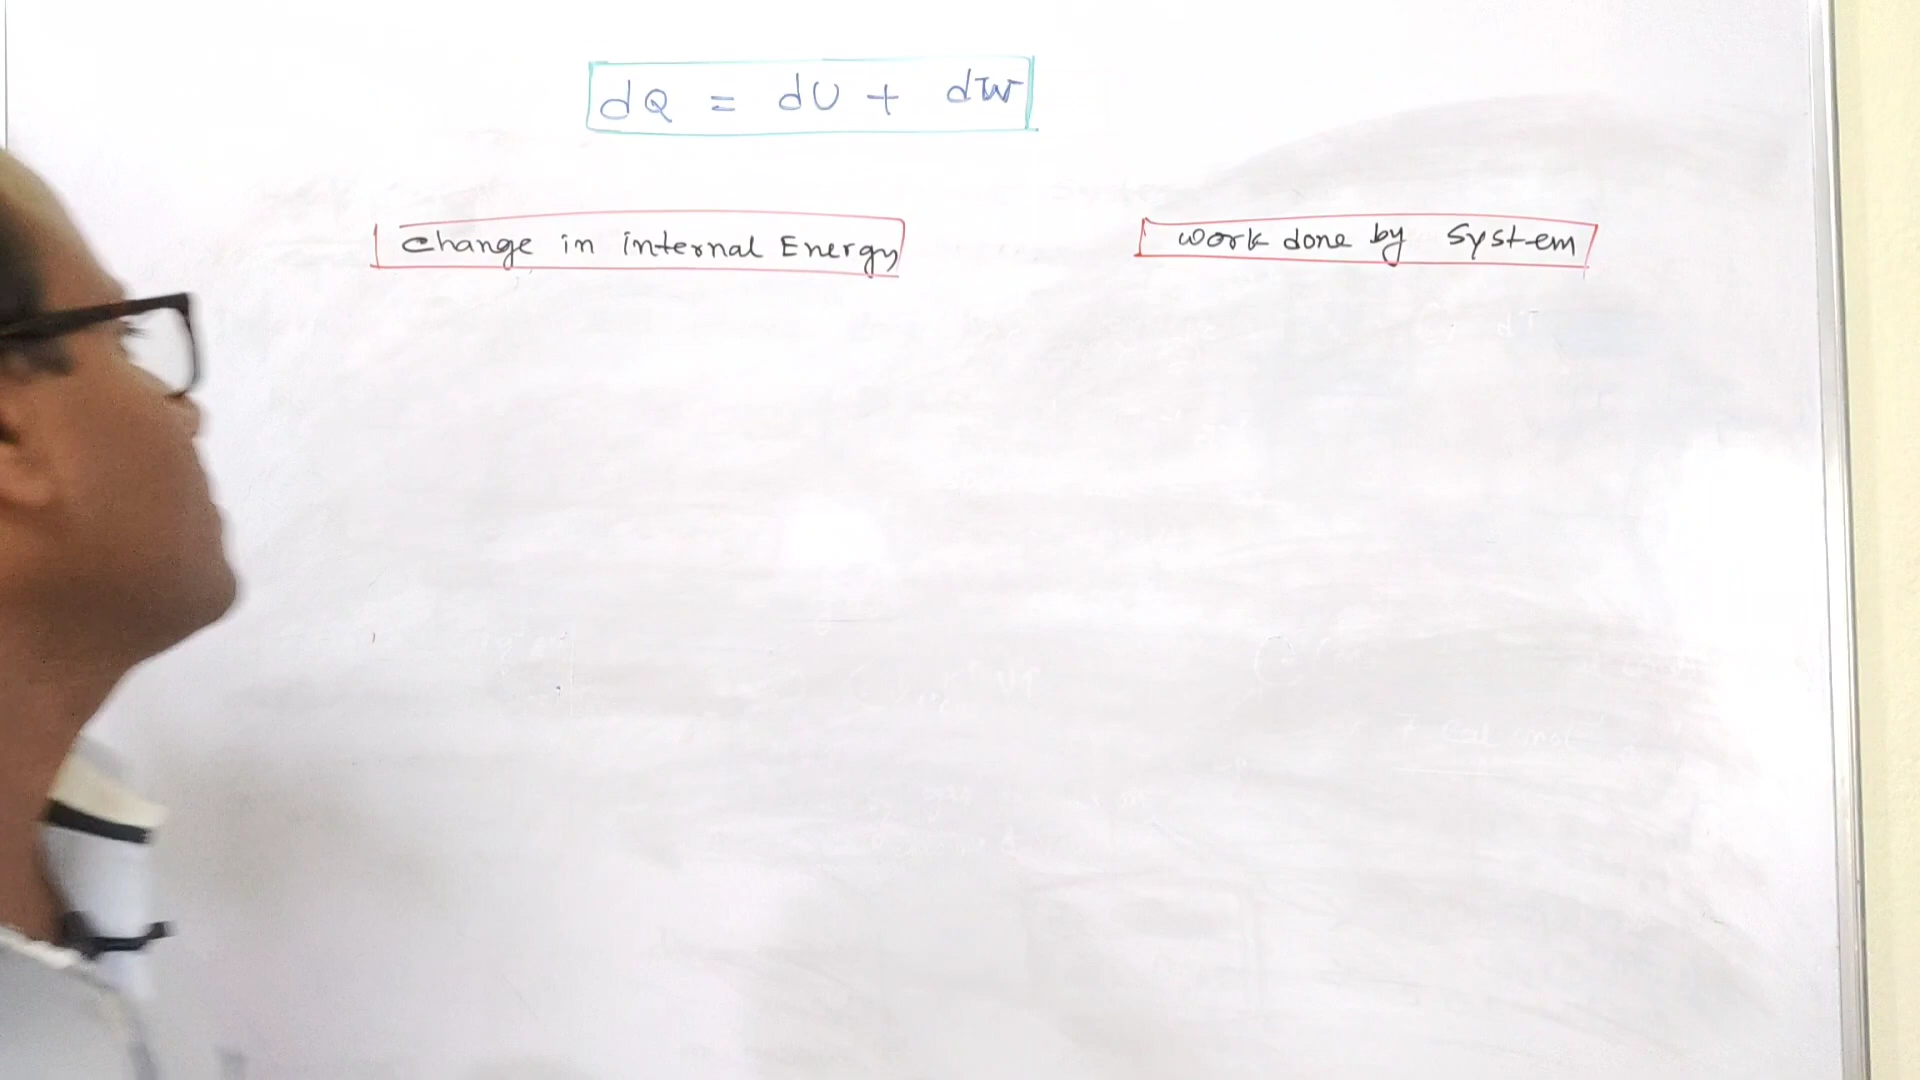 dQ = dU + dW
change in internal Energy
work done by system